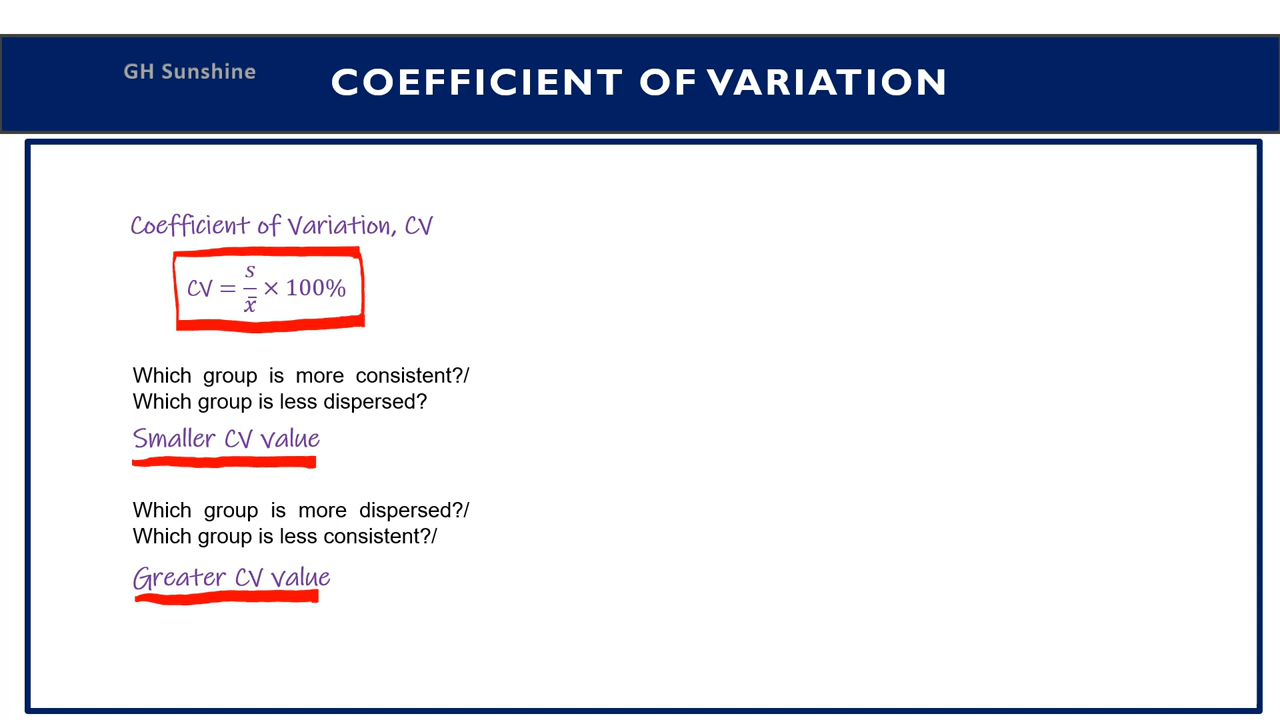 GH Sunshine
COEFFICIENT OF VARIATION
Coefficient of Variation, CV
CV = s/x̄ × 100%
Which group is more consistent?/
Which group is less dispersed?
Smaller CV value
Which group is more dispersed?/
Which group is less consistent?/
Greater CV value